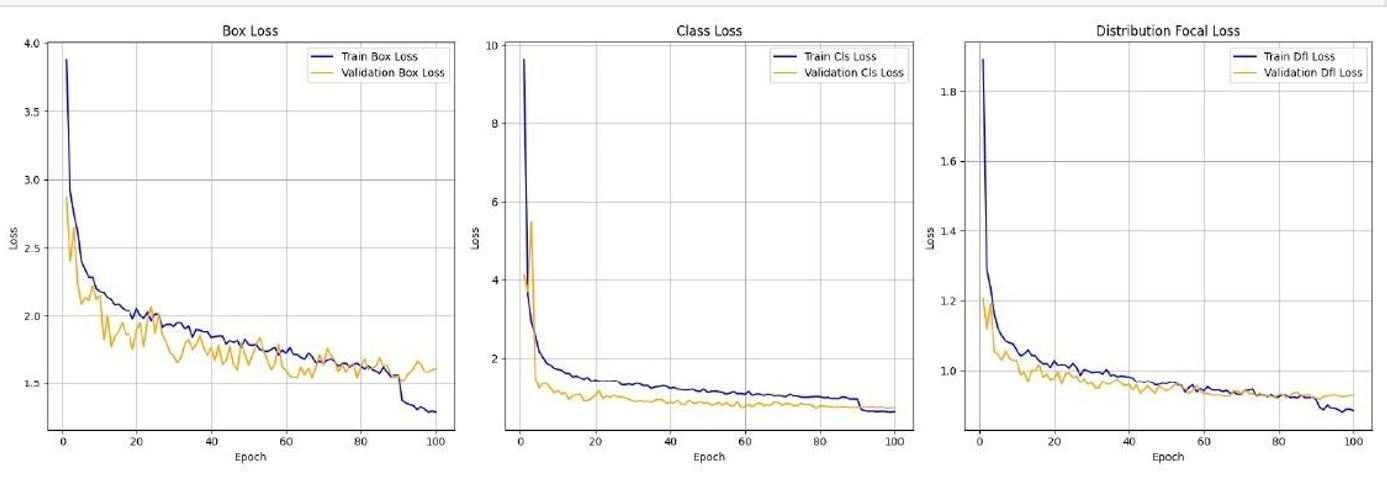 Box Loss
Train Box Loss
Validation Box Loss
4.0
3.5
3.0
2.5
2.0
1.5
Loss
0 20 40 60 80 100
Epoch
Class Loss
Train Cls Loss
Validation Cls Loss
10
8
6
4
2
Loss
0 20 40 60 80 100
Epoch
Distribution Focal Loss
Train Dfl Loss
Validation Dfl Loss
1.8
1.6
1.4
1.2
1.0
Loss
0 20 40 60 80 100
Epoch